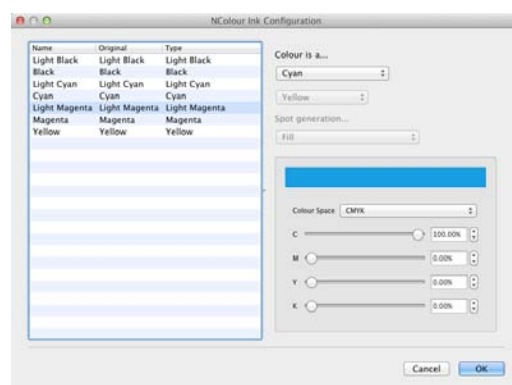 NColour Ink Configuration
Name Original Type
Light Black Light Black Light Black
Black Black Black
Light Cyan Light Cyan Light Cyan
Cyan Cyan Cyan
Light Magenta Light Magenta Light Magenta
Magenta Magenta Magenta
Yellow Yellow Yellow
Colour is a...
Cyan
Yellow
Spot generation...
Fill
Colour Space CMYK
C 100.00%
M 0.00%
Y 0.00%
K 0.00%
Cancel OK